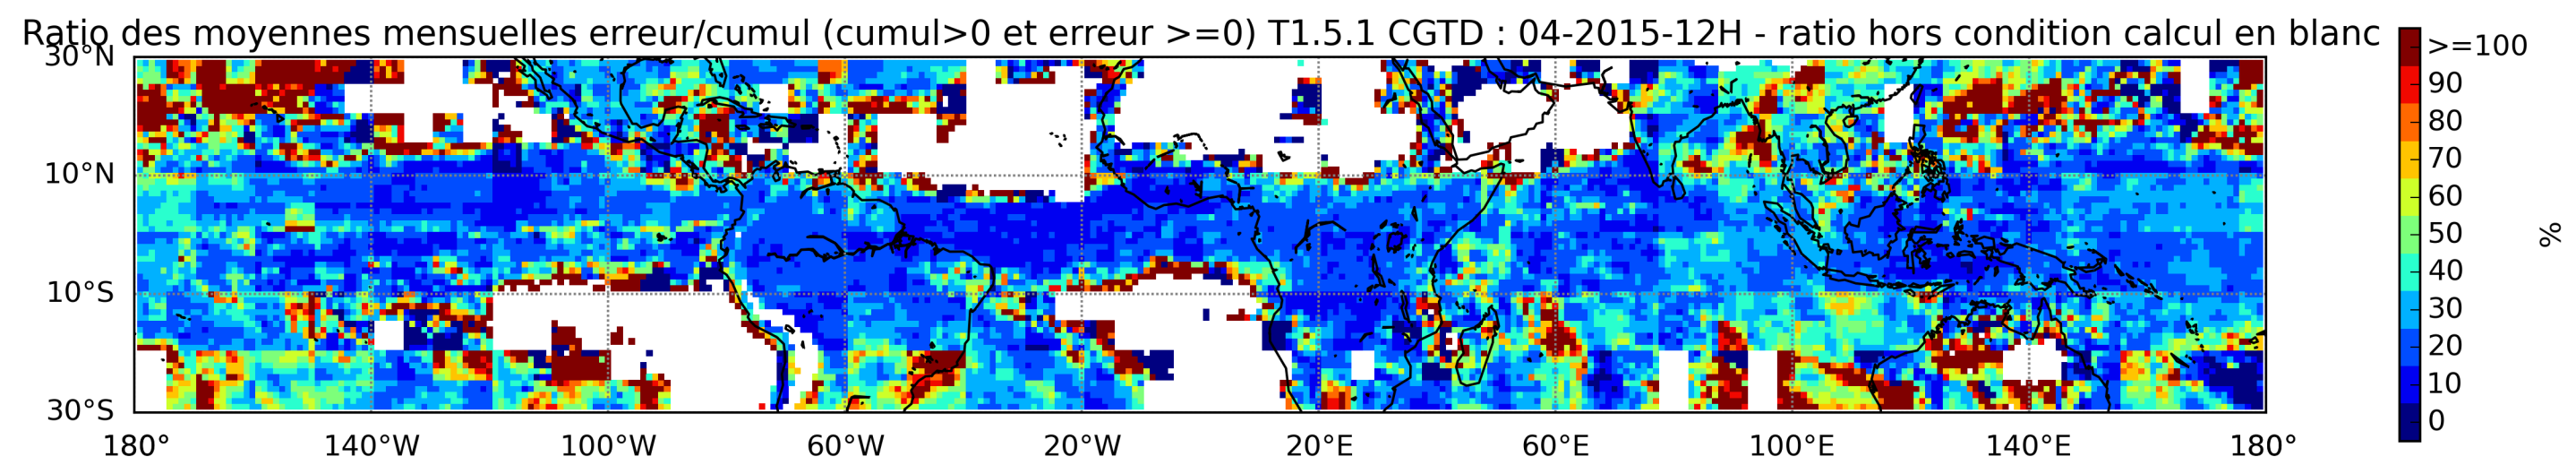 Ratio des moyennes mensuelles erreur/cumul (cumul>0 et erreur >=0) T1.5.1 CGTD : 04-2015-12H - ratio hors condition calcul en blanc
30°N
10°N
10°S
30°S
180° 140°W 100°W 60°W 20°W 20°E 60°E 100°E 140°E 180°
>=100
90
80
70
60
50
40
30
20
10
0
%